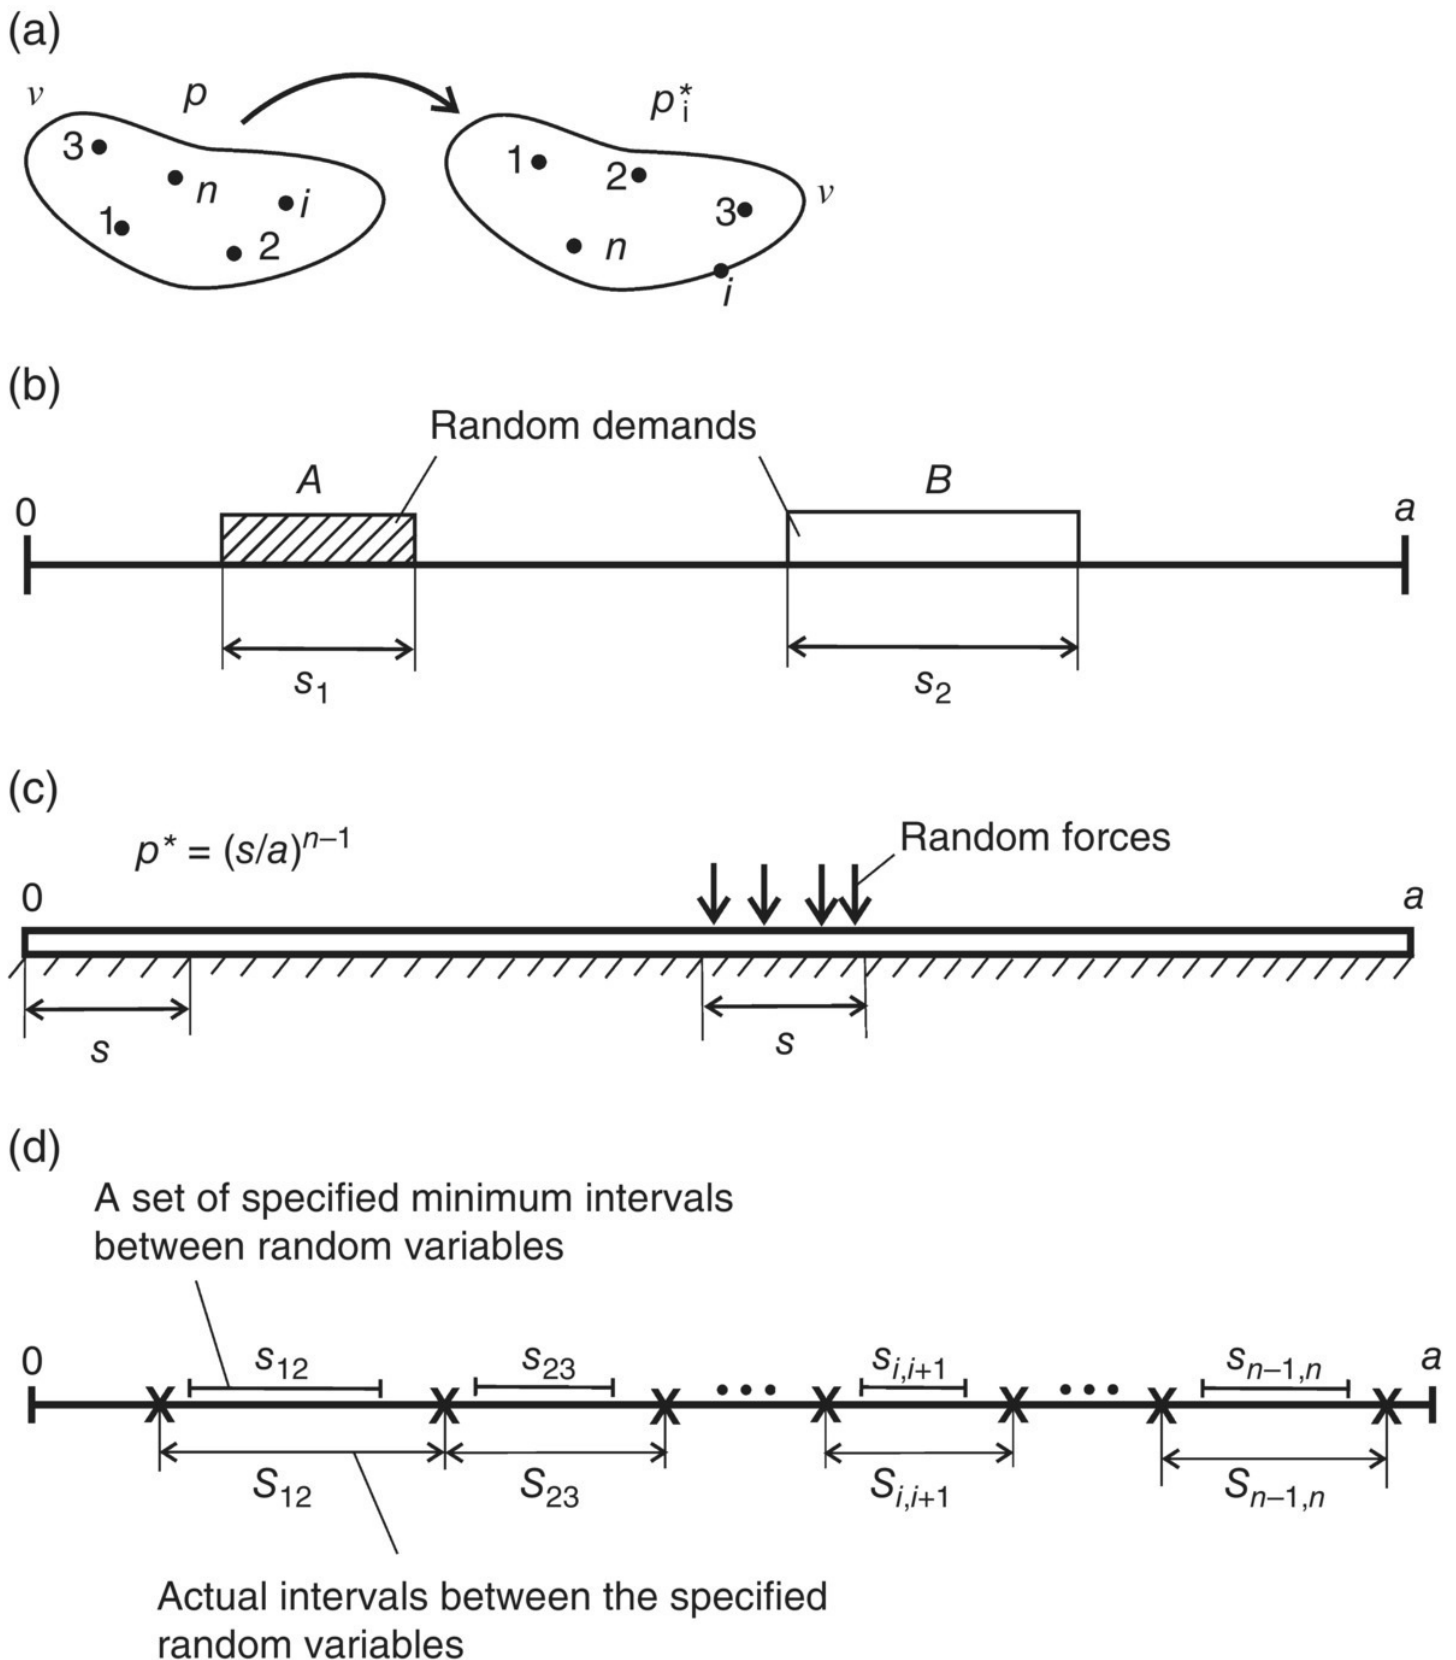 (a)
v p p*i
3 n 1 i 2
1 2 3 v n i
(b)
Random demands
A B
0 a
s1 s2
(c)
p* = (s/a)^n–1
Random forces
0 a
s s
(d)
A set of specified minimum intervals
between random variables
0 s12 s23 ••• si,i+1 ••• sn–1,n a
S12 S23 Si,i+1 Sn–1,n
Actual intervals between the specified
random variables